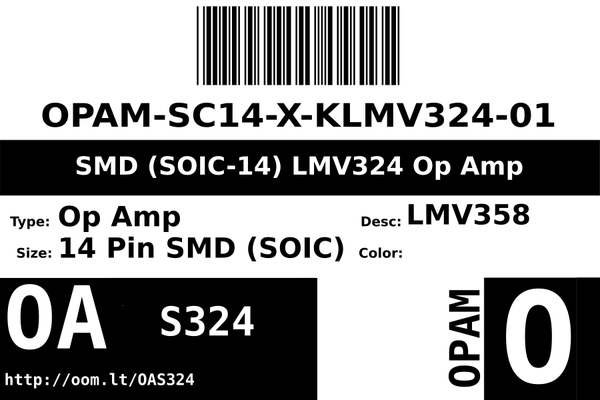 OPAM-SC14-X-KLMV324-01
SMD (SOIC-14) LMV324 Op Amp
Type: Op Amp Desc: LMV358
Size: 14 Pin SMD (SOIC) Color:
OA S324 OPAM O
http://oom.lt/OAS324